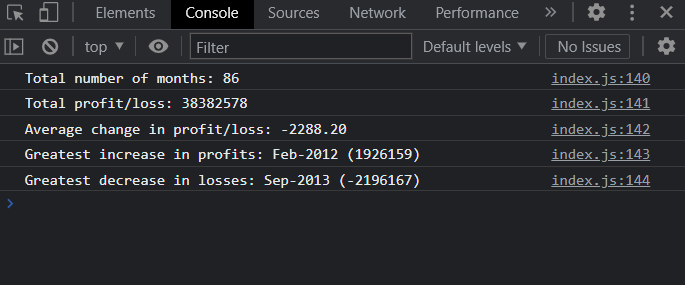 Elements Console Sources Network Performance »
top Filter Default levels No Issues
Total number of months: 86 index.js:140
Total profit/loss: 38382578 index.js:141
Average change in profit/loss: -2288.20 index.js:142
Greatest increase in profits: Feb-2012 (1926159) index.js:143
Greatest decrease in losses: Sep-2013 (-2196167) index.js:144